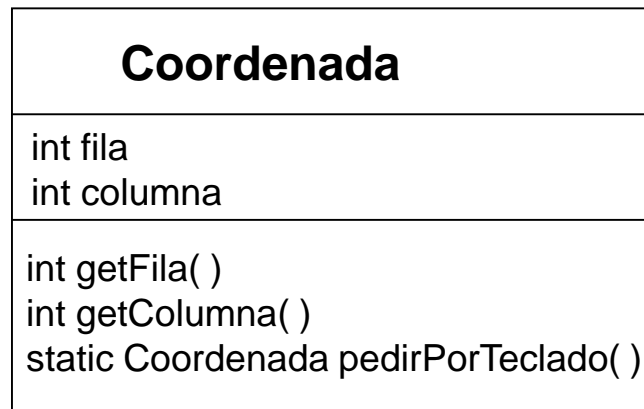 Coordenada
int fila
int columna
int getFila( )
int getColumna( )
static Coordenada pedirPorTeclado( )